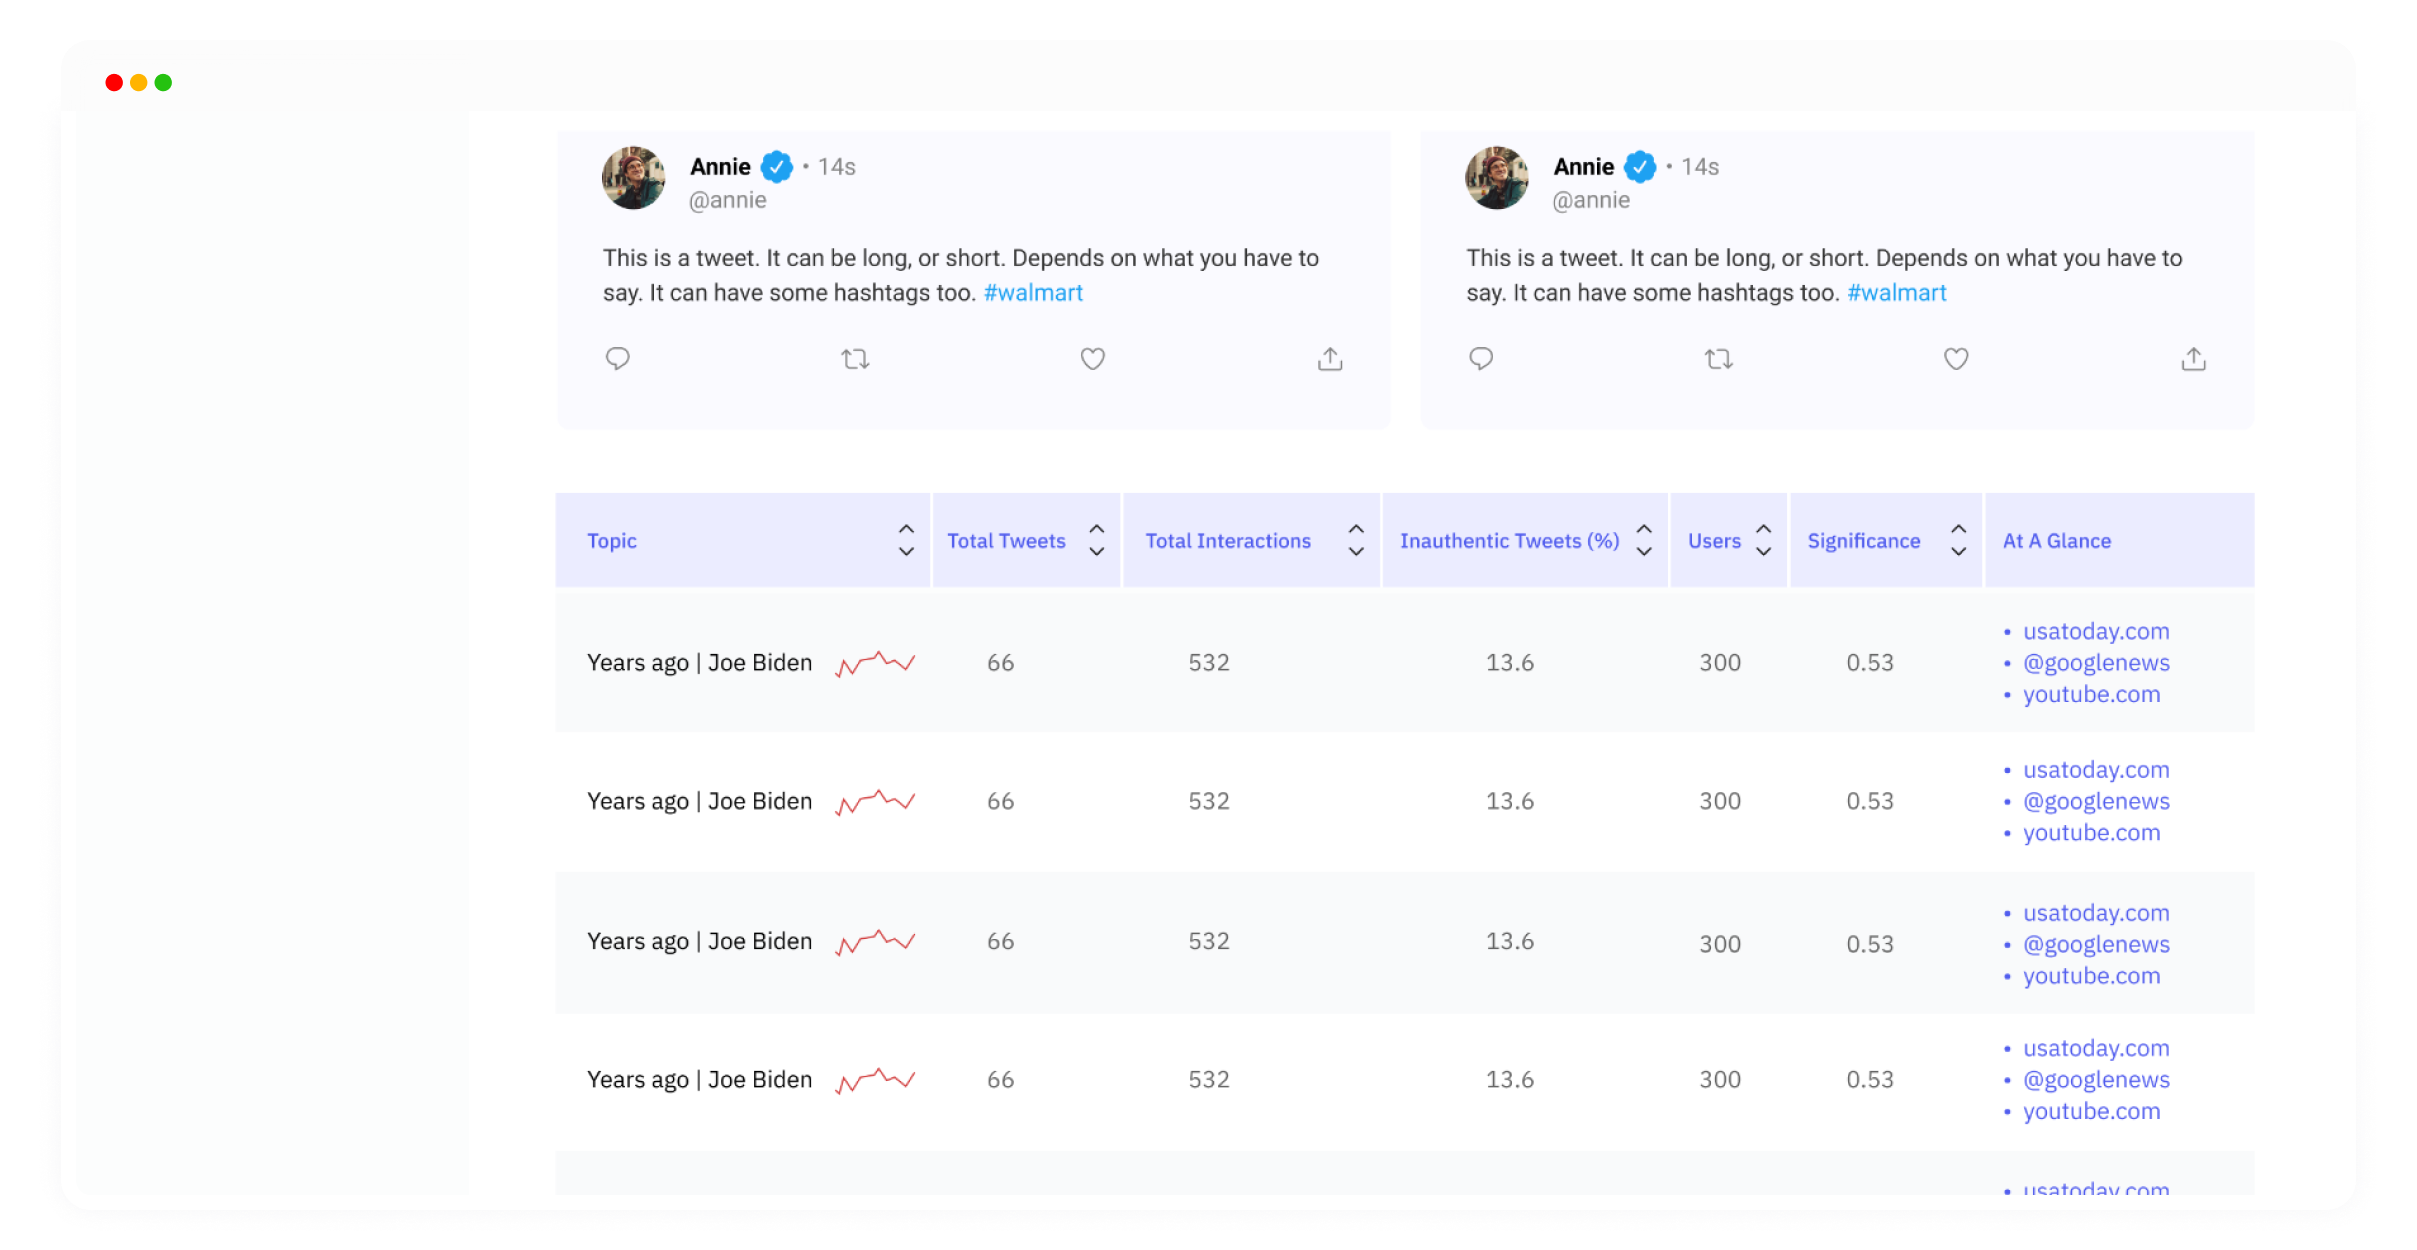 Annie • 14s
@annie
This is a tweet. It can be long, or short. Depends on what you have to
say. It can have some hashtags too. #walmart
Annie • 14s
@annie
This is a tweet. It can be long, or short. Depends on what you have to
say. It can have some hashtags too. #walmart
Topic Total Tweets Total Interactions Inauthentic Tweets (%) Users Significance At A Glance
Years ago | Joe Biden 66 532 13.6 300 0.53
• usatoday.com
• @googlenews
• youtube.com
Years ago | Joe Biden 66 532 13.6 300 0.53
• usatoday.com
• @googlenews
• youtube.com
Years ago | Joe Biden 66 532 13.6 300 0.53
• usatoday.com
• @googlenews
• youtube.com
Years ago | Joe Biden 66 532 13.6 300 0.53
• usatoday.com
• @googlenews
• youtube.com
• usatoday.com